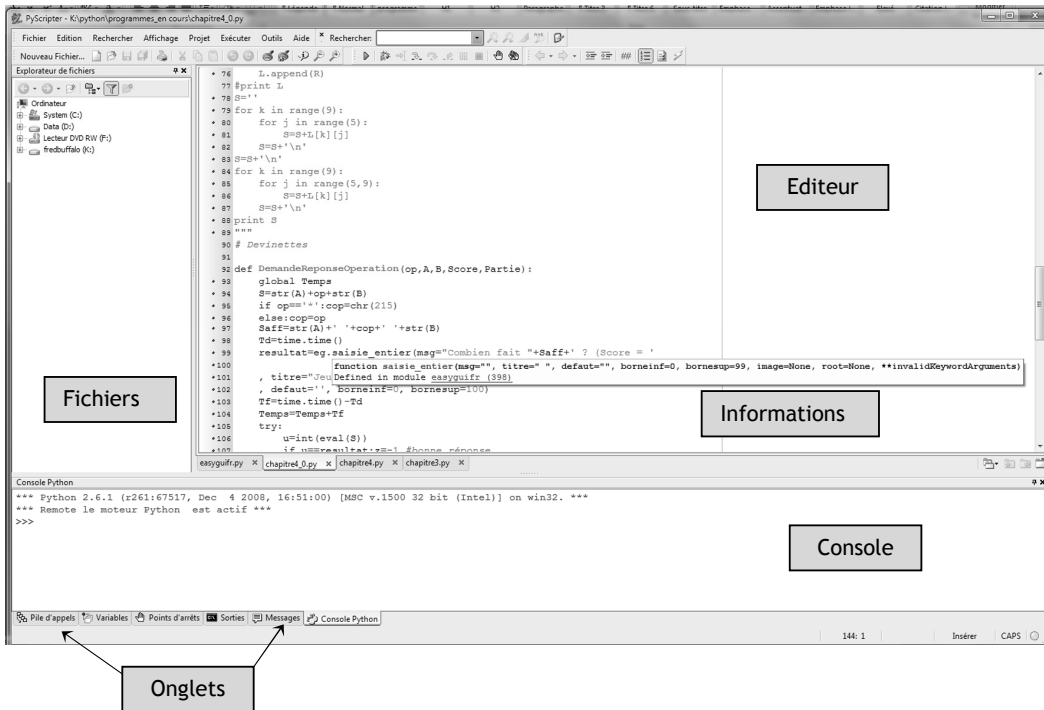 PyScripter - K:\python\programmes_en cours\chapitre4_0.py
Fichier Edition Rechercher Affichage Projet Exécuter Outils Aide × Rechercher:
Nouveau Fichier...
Explorateur de fichiers
Ordinateur
System (C:)
Data (D:)
Lecteur DVD RW (F:)
fredbuffalo (K:)
Fichiers
76 L.append(R)
77 #print L
78 S=''
79 for k in range(9):
80 for j in range(5):
81 S=S+L[k][j]
82 S=S+'\n'
83 S=S+'\n'
84 for k in range(9):
85 for j in range(5,9):
86 S=S+L[k][j]
87 S=S+'\n'
88 print S
89 """
90 # Devinettes
91
92 def DemandeReponseOperation(op,A,B,Score,Partie):
93 global Temps
94 S=str(A)+op+str(B)
95 if op=='*':cop=chr(215)
96 else:cop=op
97 Saff=str(A)+' '+cop+' '+str(B)
98 Td=time.time()
99 resultat=eg.saisie_entier(msg="Combien fait "+Saff+' ? (Score = '
100 function saisie_entier(msg="", titre=" ", defaut="", borneinf=0, bornesup=99, image=None, root=None, **invalidKeywordArguments)
101 , titre="Jeu Defined in module easyguifr (398)
102 , defaut='', borneinf=0, bornesup=100)
103 Tf=time.time()-Td
104 Temps=Temps+Tf
105 try:
106 u=int(eval(S))
107 if u==resultat:z=-1 #bonne réponse
Editeur
Informations
easyguifr.py × chapitre4_0.py × chapitre4.py × chapitre3.py ×
Console Python
*** Python 2.6.1 (r261:67517, Dec 4 2008, 16:51:00) [MSC v.1500 32 bit (Intel)] on win32. ***
*** Remote le moteur Python est actif ***
>>>
Console
Pile d'appels Variables Points d'arrêts Sorties Messages Console Python
144: 1 Insérer CAPS
Onglets